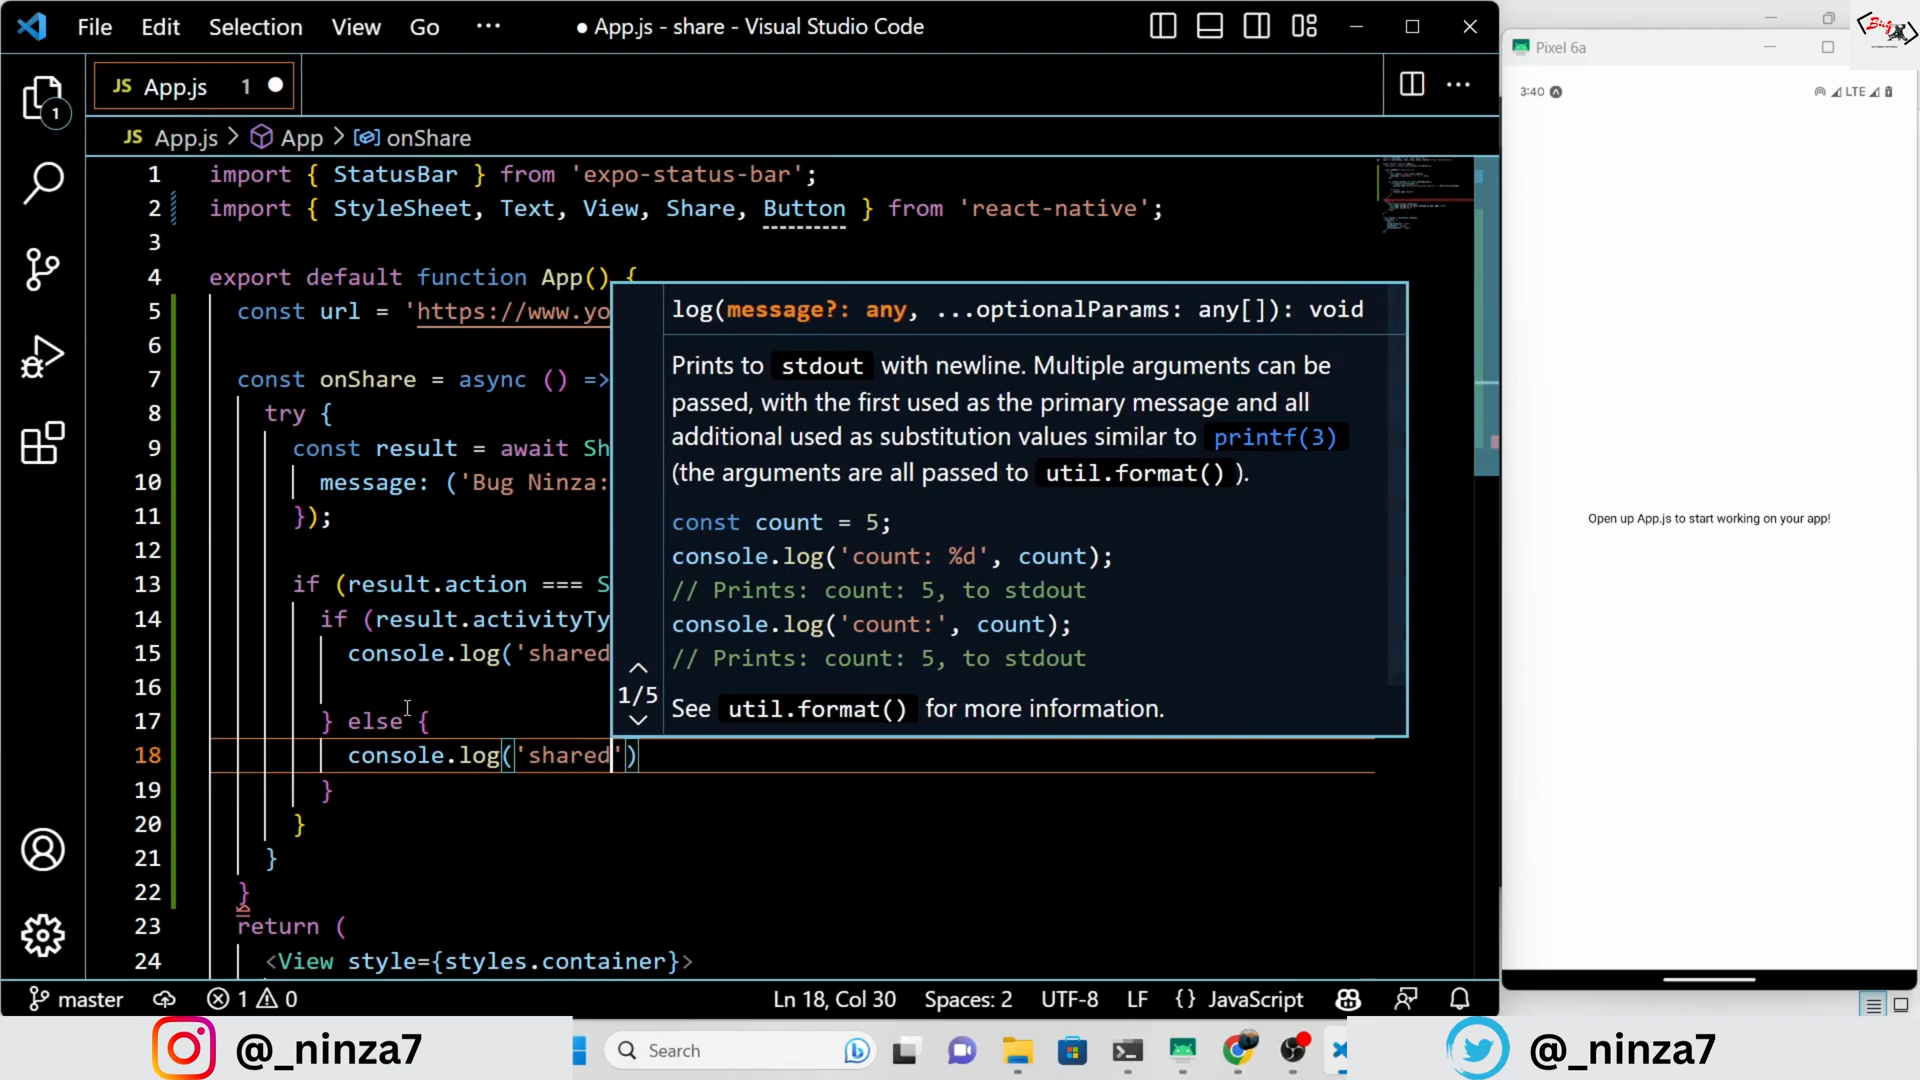 File Edit Selection View Go ··· ● App.js - share - Visual Studio Code
JS App.js 1
JS App.js > App > onShare
1 import { StatusBar } from 'expo-status-bar';
2 import { StyleSheet, Text, View, Share, Button } from 'react-native';
3
4 export default function App() {
5 const url = 'https://www.yo
6
7 const onShare = async () =>
8 try {
9 const result = await Sh
10 message: ('Bug Ninza:
11 });
12
13 if (result.action === S
14 if (result.activityTy
15 console.log('shared
16
17 } else {
18 console.log('shared')
19 }
20 }
21 }
22 }
23 return (
24 <View style={styles.container}>
log(message?: any, ...optionalParams: any[]): void
Prints to stdout with newline. Multiple arguments can be
passed, with the first used as the primary message and all
additional used as substitution values similar to printf(3)
(the arguments are all passed to util.format() ).
const count = 5;
console.log('count: %d', count);
// Prints: count: 5, to stdout
console.log('count:', count);
// Prints: count: 5, to stdout
1/5
See util.format() for more information.
1
master 1 0 Ln 18, Col 30 Spaces: 2 UTF-8 LF {} JavaScript
Pixel 6a
3:40 LTE
Open up App.js to start working on your app!
Bug
@_ninza7 Search @_ninza7